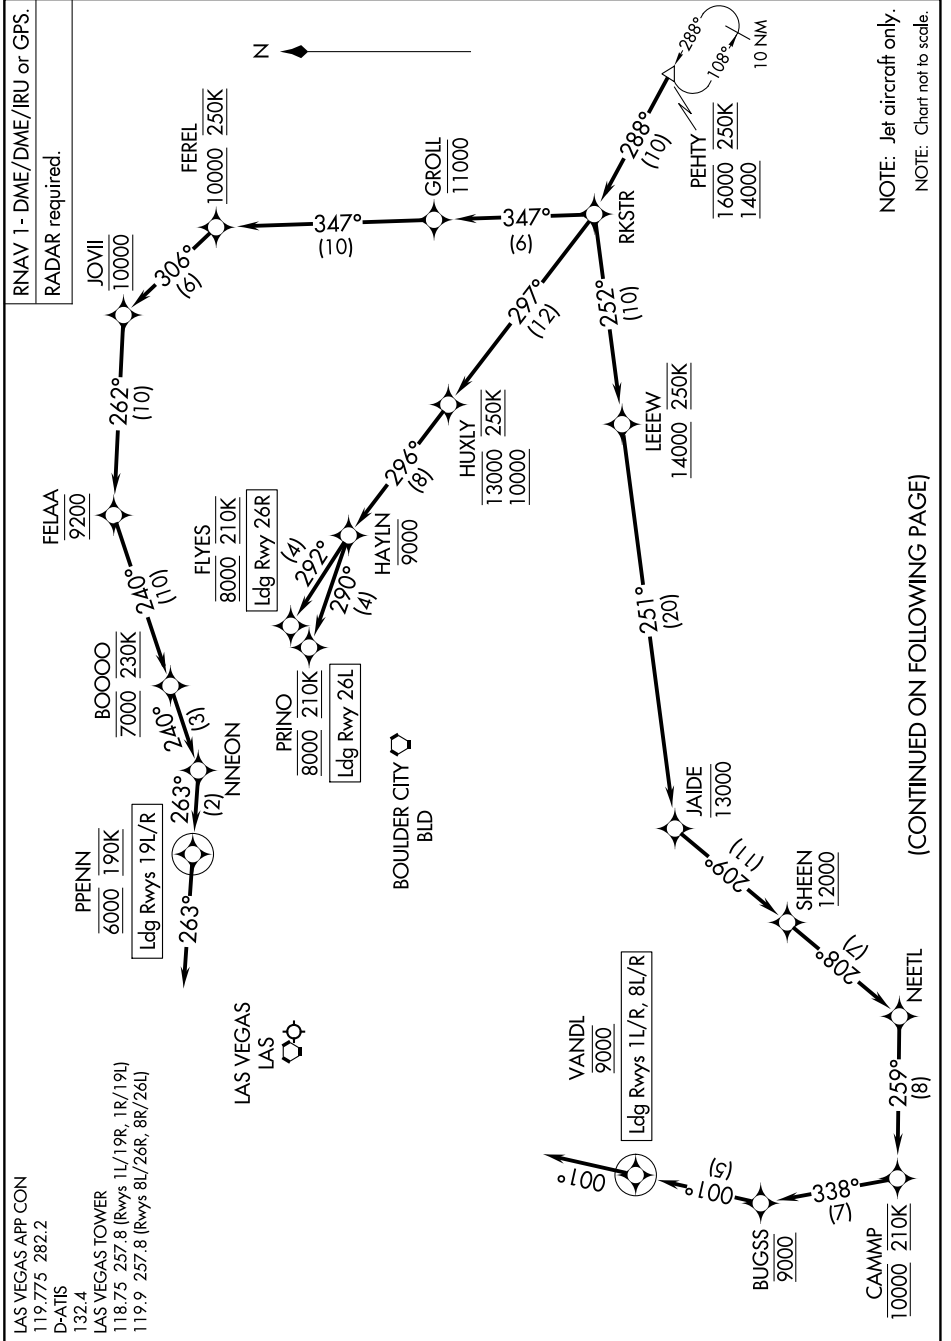 LAS VEGAS APP CON
119.775 282.2
D-ATIS
132.4
LAS VEGAS TOWER
118.75 257.8 (Rwys 1L/19R, 1R/19L)
119.9 257.8 (Rwys 8L/26R, 8R/26L)
RNAV 1 - DME/DME/IRU or GPS.
RADAR required.
N
PPENN
6000 190K
Ldg Rwys 19L/R
263°
263°
(2)
NNEON
240°
(3)
BOOOO
7000 230K
240°
(10)
FELAA
9200
262°
(10)
JOVII
10000
306°
(6)
FEREL
10000 250K
347°
(10)
GROLL
11000
347°
(6)
LAS VEGAS
LAS
BOULDER CITY
BLD
PRINO
8000 210K
Ldg Rwy 26L
FLYES
8000 210K
Ldg Rwy 26R
(4)
292°
290°
(4)
HAYLN
9000
296°
(8)
HUXLY
13000 250K
10000
297°
(12)
RKSTR
288°
(10)
PEHTY
16000 250K
14000
288°
108°
10 NM
252°
(10)
LEEEW
14000 250K
251°
(20)
JAIDE
13000
209°
(11)
SHEEN
12000
208°
(7)
NEETL
259°
(8)
CAMMP
10000 210K
338°
(7)
BUGSS
9000
001°
(5)
VANDL
9000
Ldg Rwys 1L/R, 8L/R
001°
(CONTINUED ON FOLLOWING PAGE)
NOTE: Jet aircraft only.
NOTE: Chart not to scale.